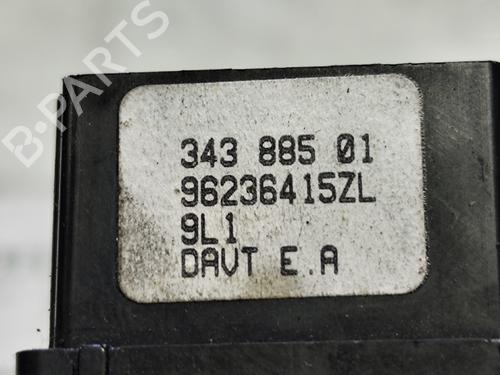 B-PARTS
343 885 01
96236415ZL
9L1
DAVT E.A